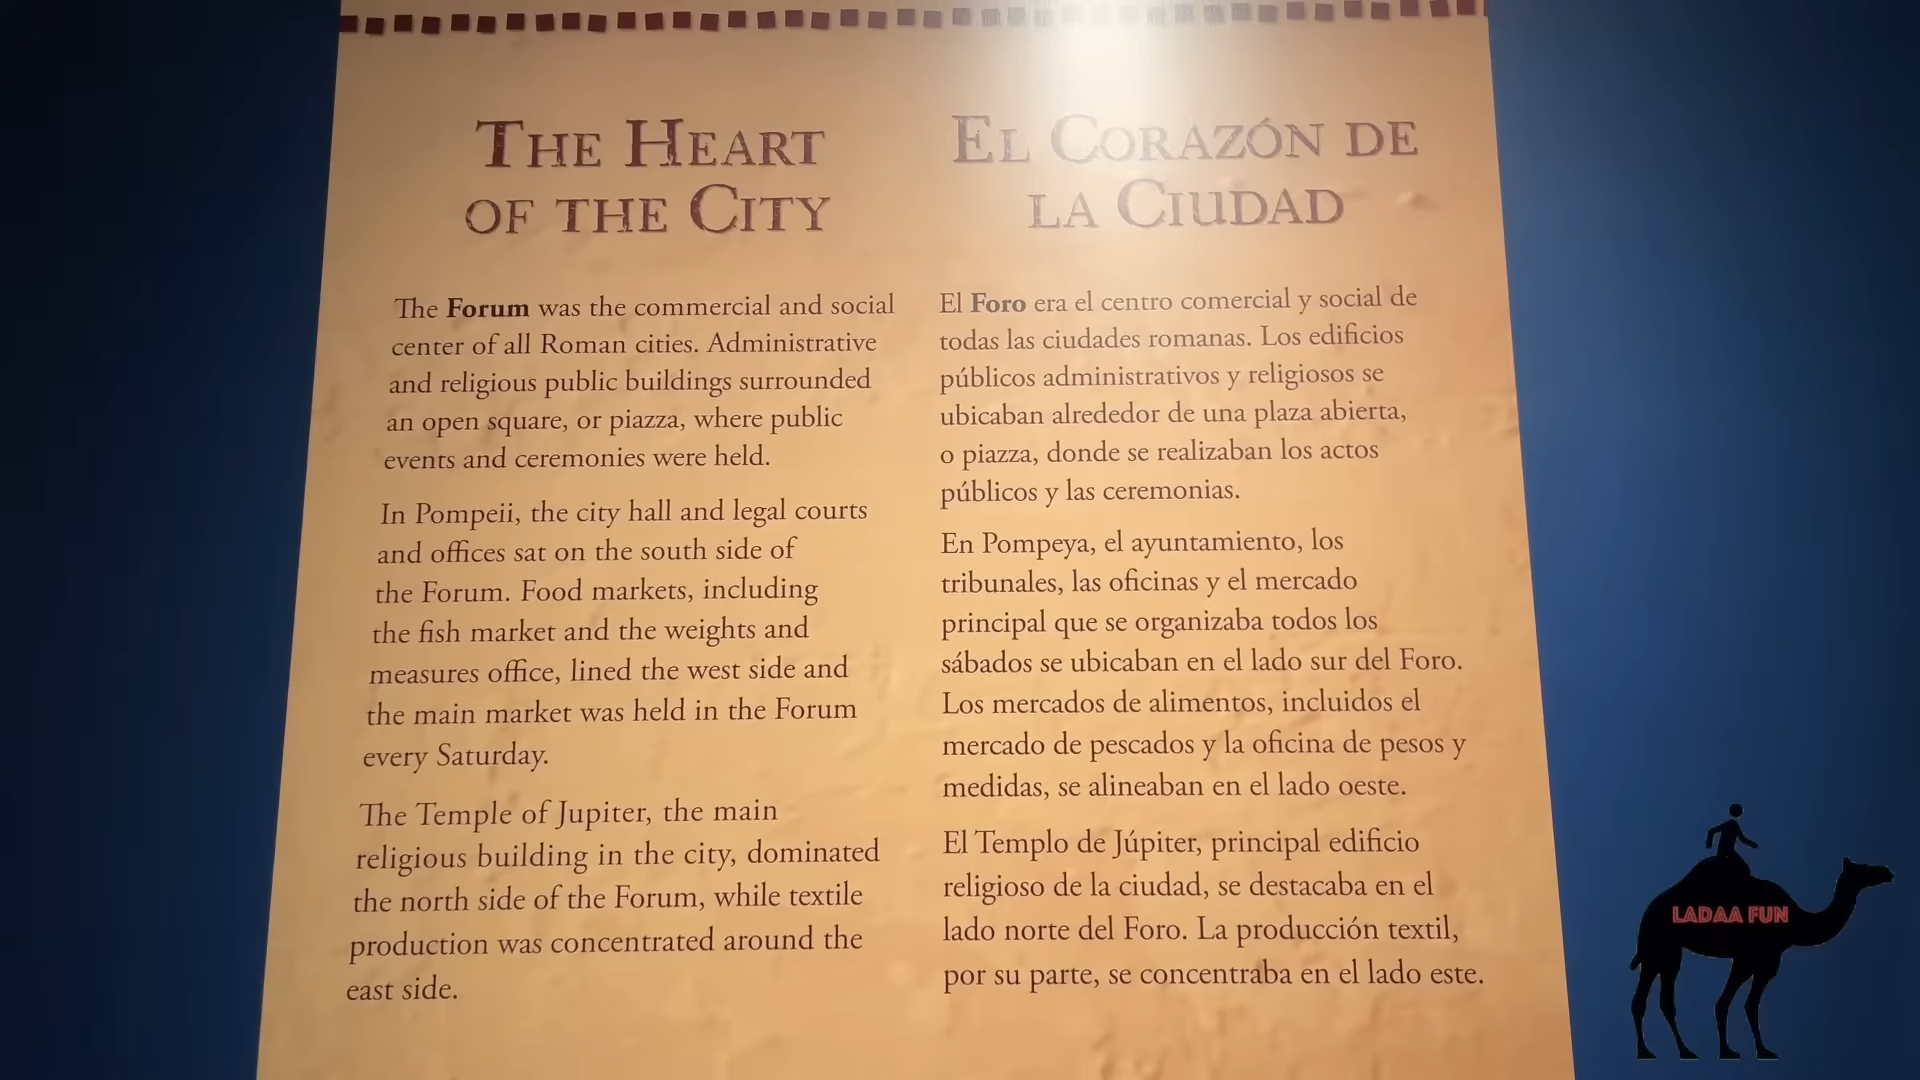 The Heart
of the City
The Forum was the commercial and social
center of all Roman cities. Administrative
and religious public buildings surrounded
an open square, or piazza, where public
events and ceremonies were held.
In Pompeii, the city hall and legal courts
and offices sat on the south side of
the Forum. Food markets, including
the fish market and the weights and
measures office, lined the west side and
the main market was held in the Forum
every Saturday.
The Temple of Jupiter, the main
religious building in the city, dominated
the north side of the Forum, while textile
production was concentrated around the
east side.
El Corazón de
la Ciudad
El Foro era el centro comercial y social de
todas las ciudades romanas. Los edificios
públicos administrativos y religiosos se
ubicaban alrededor de una plaza abierta,
o piazza, donde se realizaban los actos
públicos y las ceremonias.
En Pompeya, el ayuntamiento, los
tribunales, las oficinas y el mercado
principal que se organizaba todos los
sábados se ubicaban en el lado sur del Foro.
Los mercados de alimentos, incluidos el
mercado de pescados y la oficina de pesos y
medidas, se alineaban en el lado oeste.
El Templo de Júpiter, principal edificio
religioso de la ciudad, se destacaba en el
lado norte del Foro. La producción textil,
por su parte, se concentraba en el lado este.
LADAA FUN